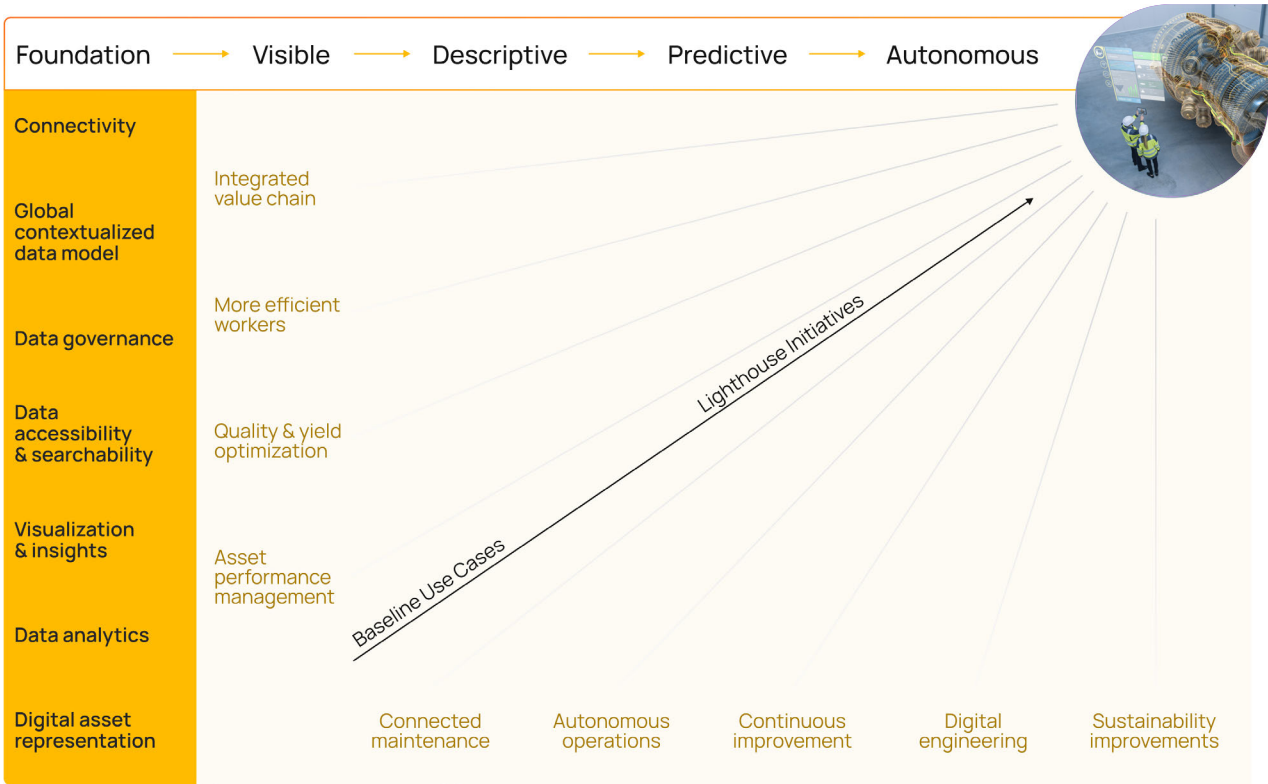 Foundation
Visible
Descriptive
Predictive
Autonomous
Connectivity
Global
contextualized
data model
Data governance
Data
accessibility
& searchability
Visualization
& insights
Data analytics
Digital asset
representation
Integrated
value chain
More efficient
workers
Quality & yield
optimization
Asset
performance
management
Baseline Use Cases
Lighthouse Initiatives
Connected
maintenance
Autonomous
operations
Continuous
improvement
Digital
engineering
Sustainability
improvements